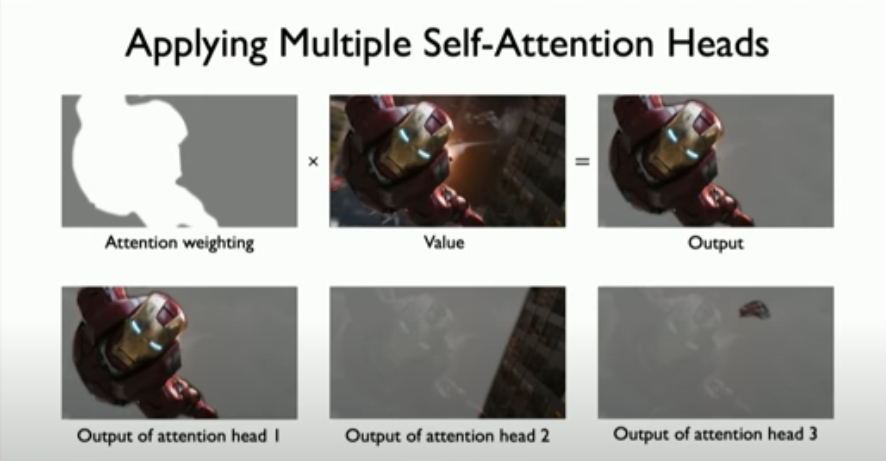 Applying Multiple Self-Attention Heads
× =
Attention weighting Value Output
Output of attention head 1 Output of attention head 2 Output of attention head 3